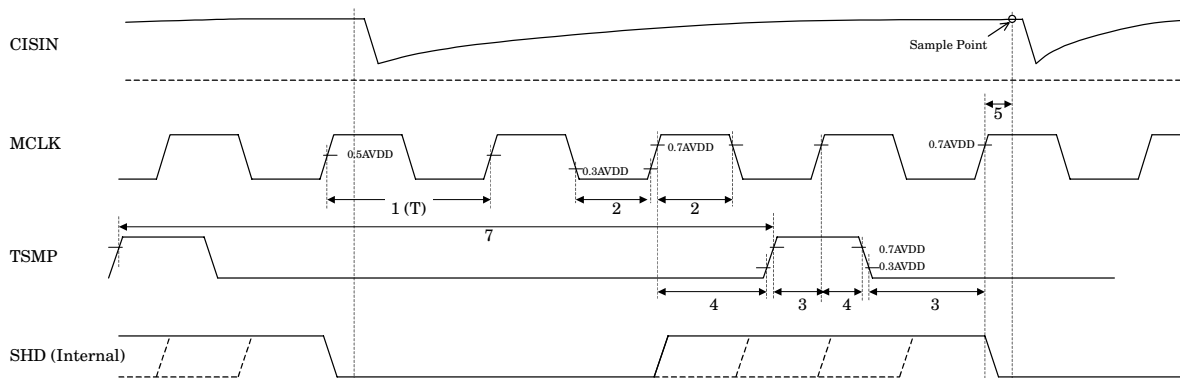 CISIN
Sample Point
5
MCLK
0.5AVDD
0.3AVDD
0.7AVDD
0.7AVDD
1 (T)
2
2
7
TSMP
0.7AVDD
0.3AVDD
4
3
4
3
SHD (Internal)